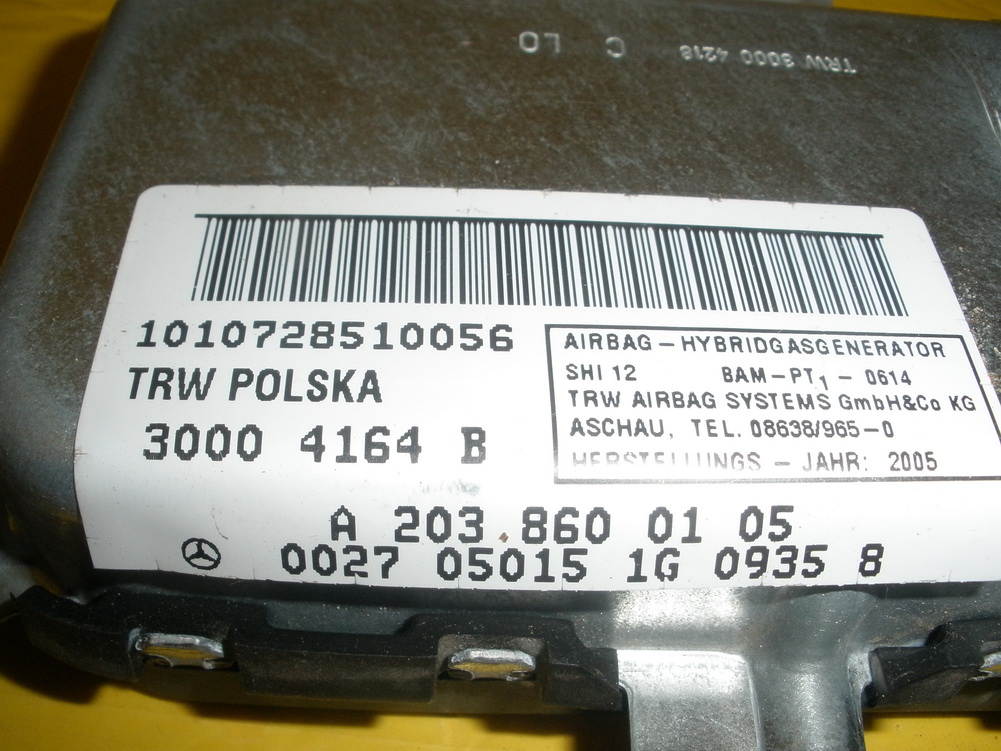 TRW 3000 4218
C LO
1010728510056
TRW POLSKA
3000 4164 B
AIRBAG - HYBRIDGASGENERATOR
SHI 12 BAM-PT1 - 0614
TRW AIRBAG SYSTEMS GmbH&Co KG
ASCHAU, TEL. 08638/965-0
HERSTELLUNGS - JAHR: 2005
A 203 860 01 05
0027 05015 1G 0935 8